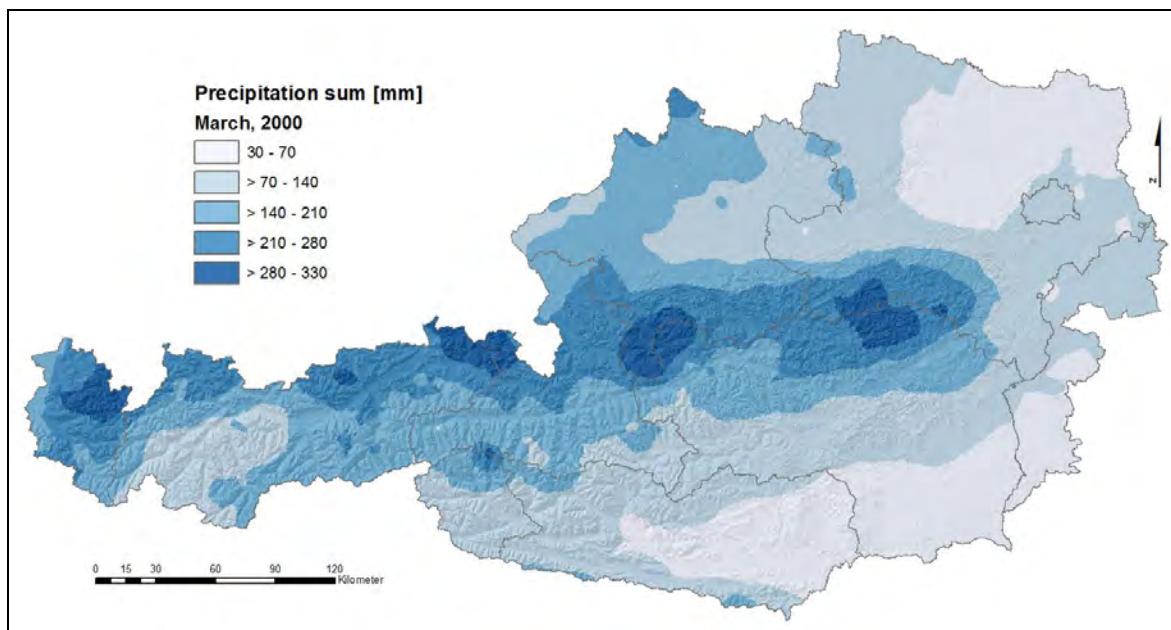 Precipitation sum [mm]
March, 2000
30 - 70
> 70 - 140
> 140 - 210
> 210 - 280
> 280 - 330
N
0 15 30 60 90 120
Kilometer